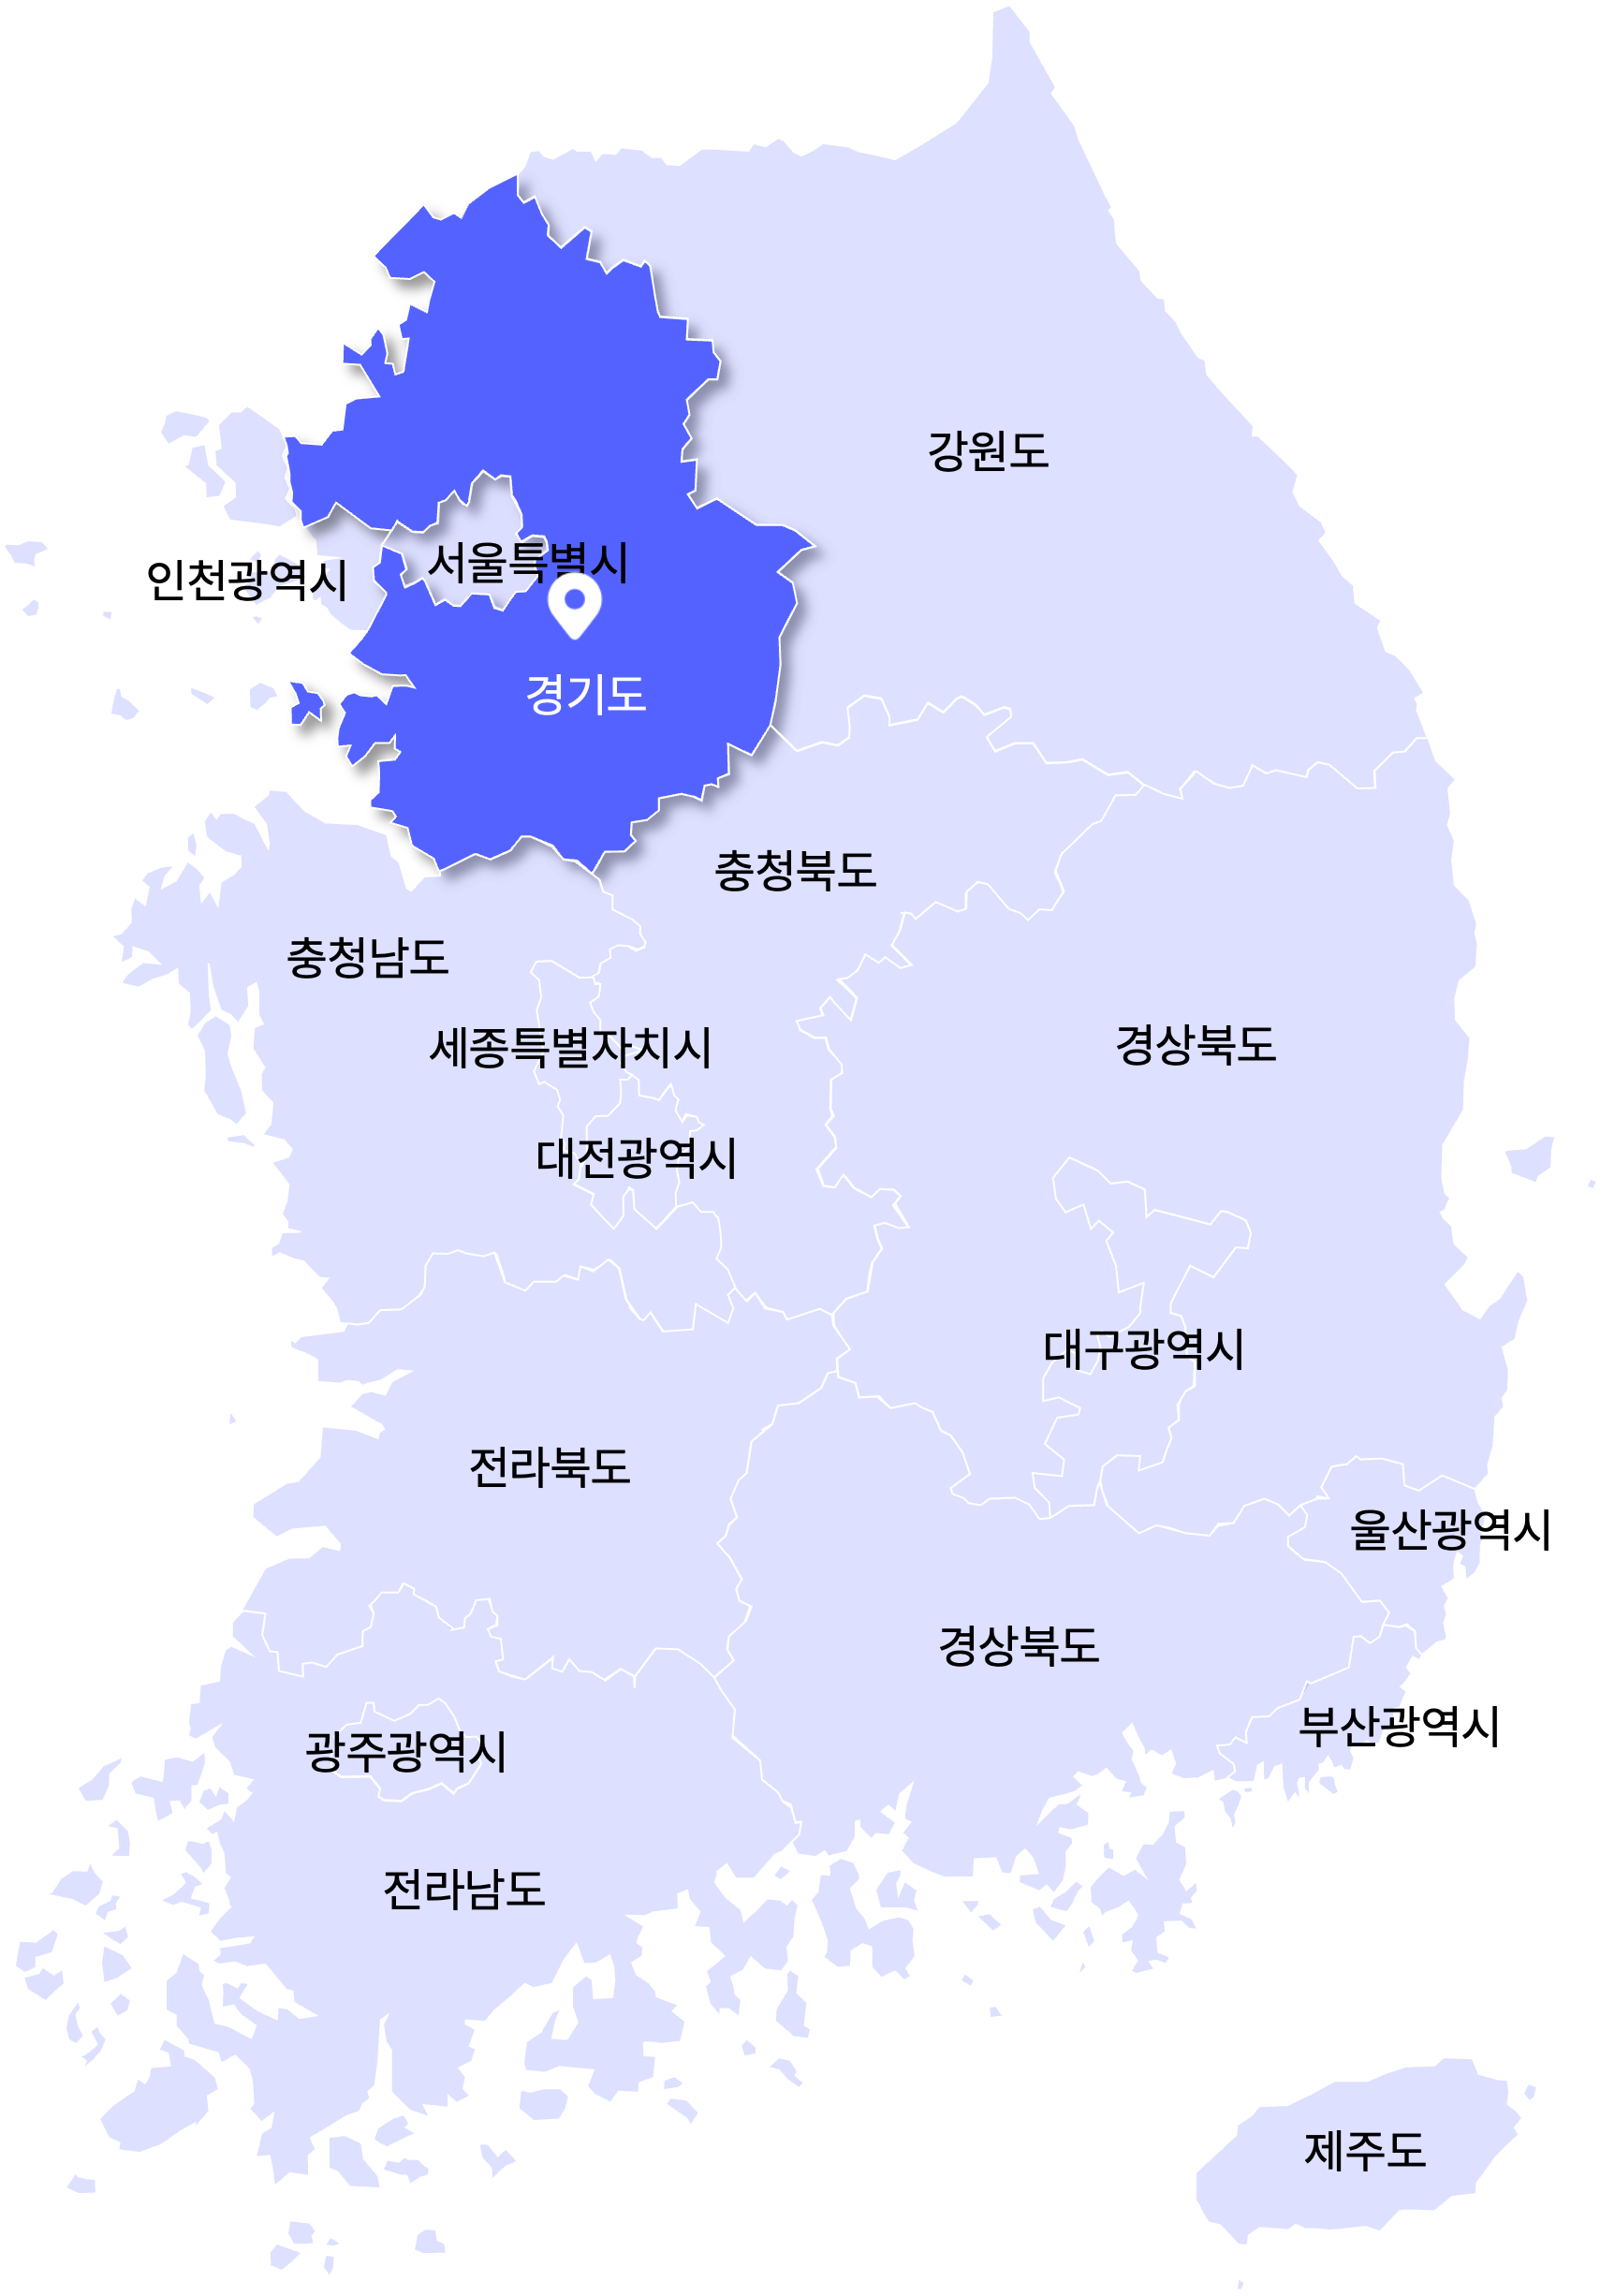 강원도
서울특별시
인천광역시
경기도
충청북도
충청남도
세종특별자치시
경상북도
대전광역시
대구광역시
전라북도
울산광역시
경상북도
부산광역시
광주광역시
전라남도
제주도